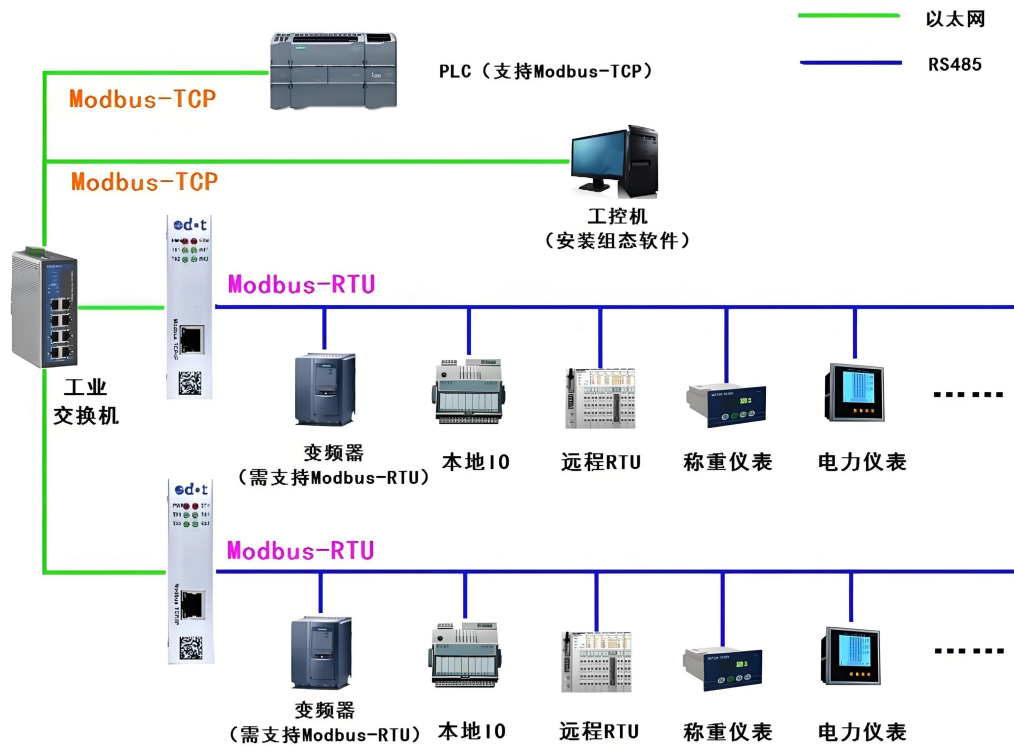 以太网
RS485
PLC（支持Modbus-TCP）
Modbus-TCP
Modbus-TCP
工控机
（安装组态软件）
odot
Modbus-RTU
工业
交换机
变频器
（需支持Modbus-RTU）
本地IO
远程RTU
称重仪表
电力仪表
......
odot
Modbus-RTU
变频器
（需支持Modbus-RTU）
本地IO
远程RTU
称重仪表
电力仪表
......